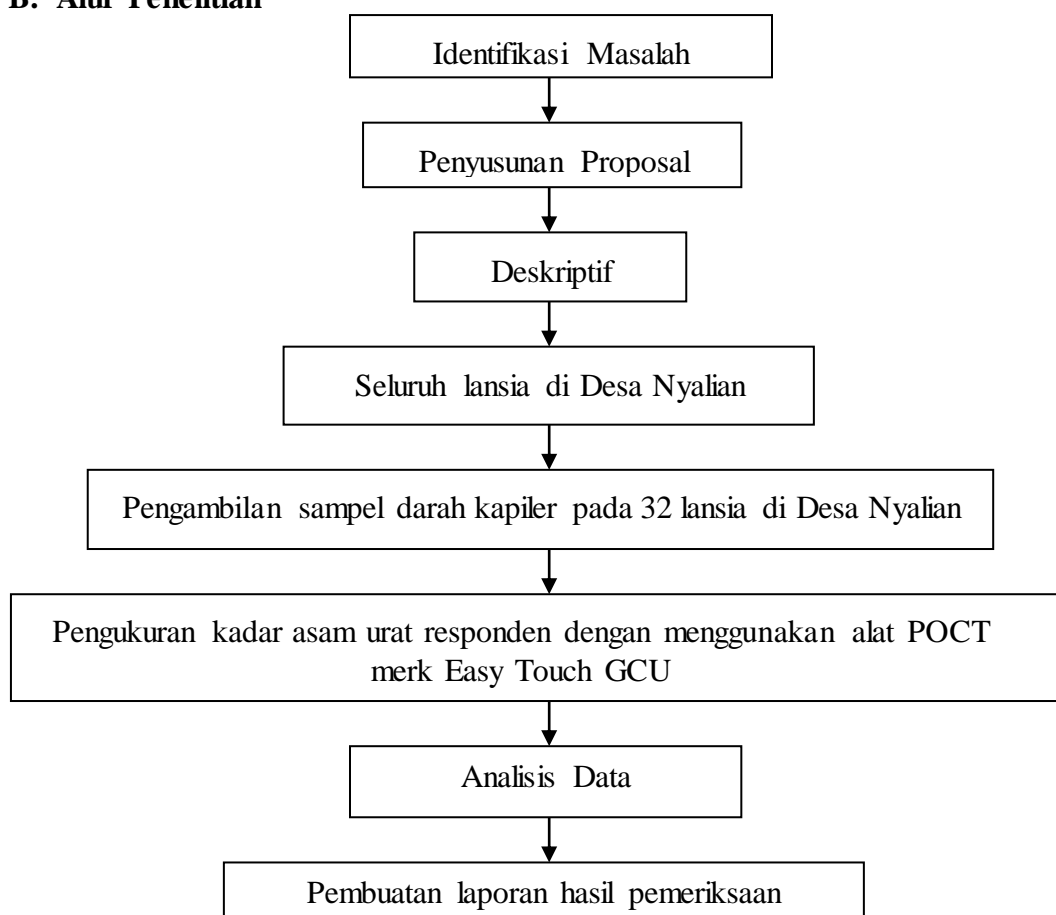 B. Alur Penelitian
Identifikasi Masalah
Penyusunan Proposal
Deskriptif
Seluruh lansia di Desa Nyalian
Pengambilan sampel darah kapiler pada 32 lansia di Desa Nyalian
Pengukuran kadar asam urat responden dengan menggunakan alat POCT
merk Easy Touch GCU
Analisis Data
Pembuatan laporan hasil pemeriksaan